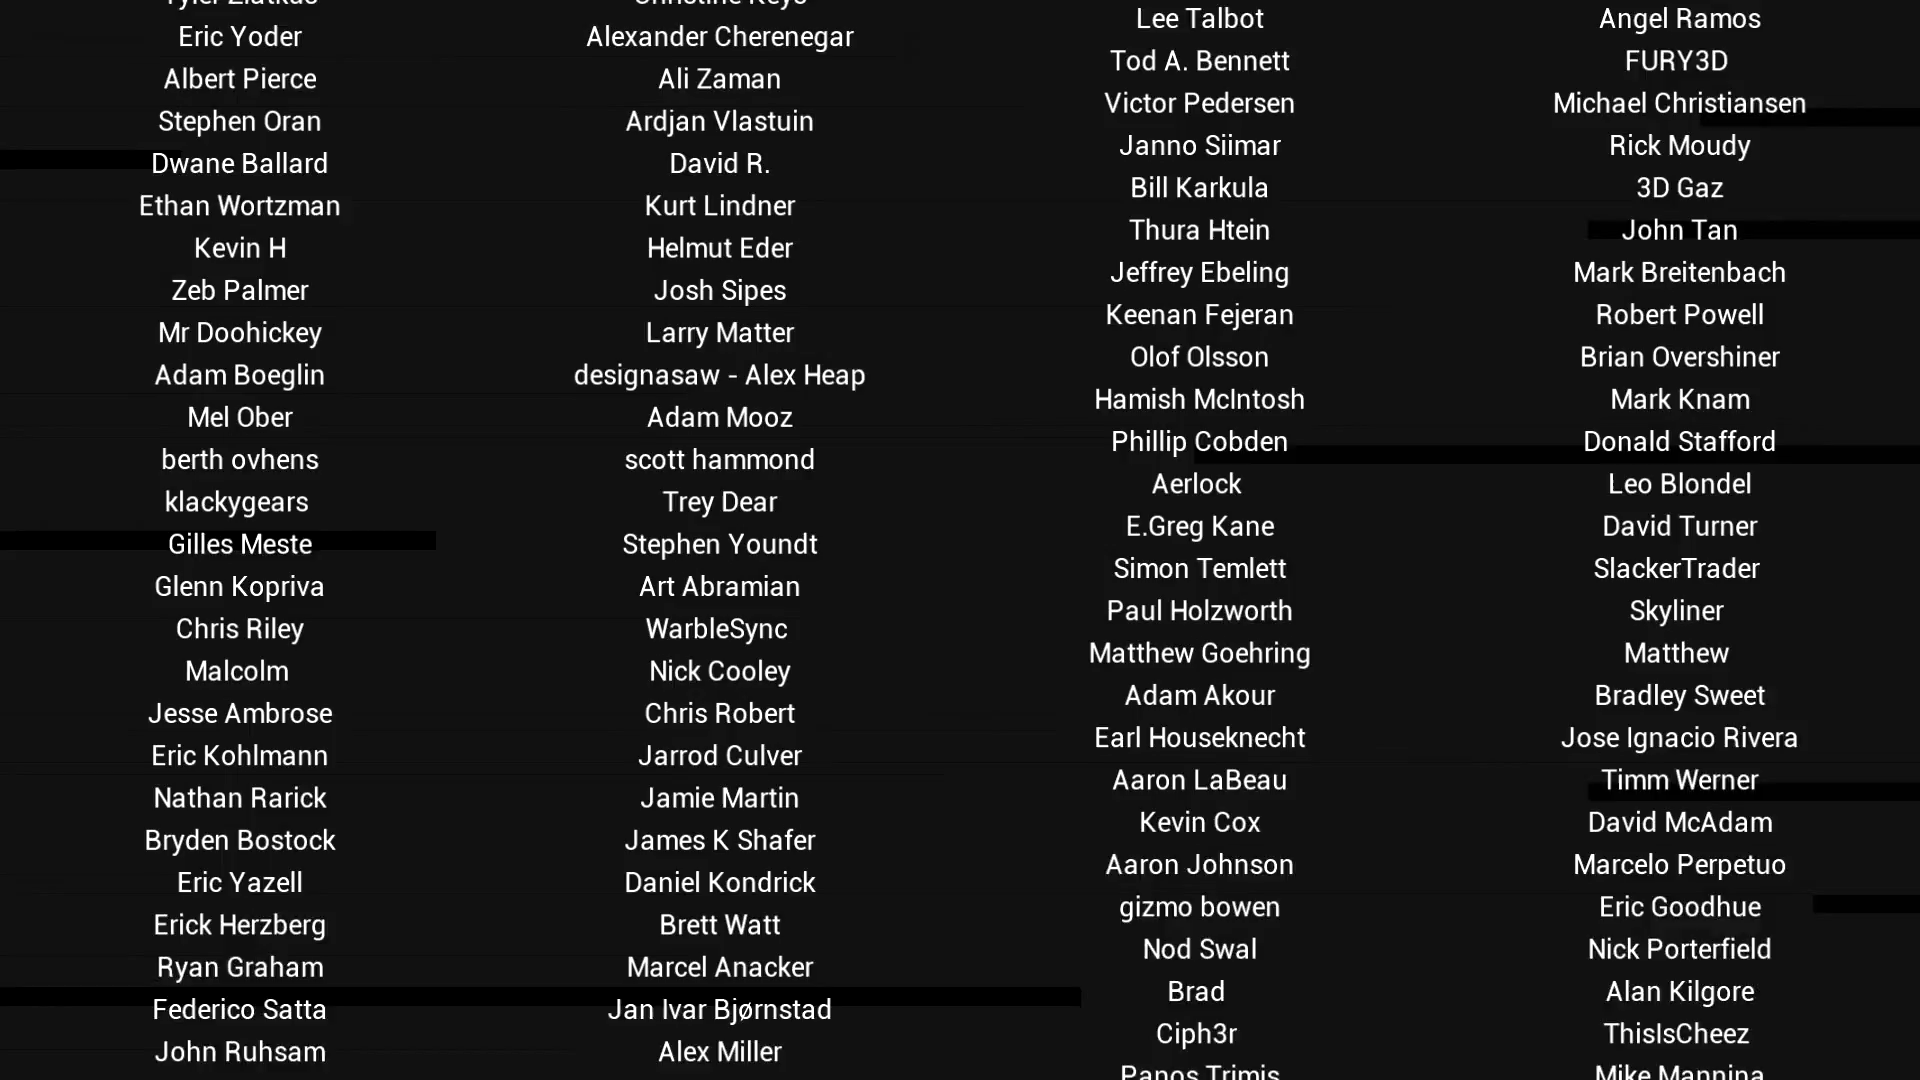 Eric Yoder
Albert Pierce
Stephen Oran
Dwane Ballard
Ethan Wortzman
Kevin H
Zeb Palmer
Mr Doohickey
Adam Boeglin
Mel Ober
berth ovhens
klackygears
Gilles Meste
Glenn Kopriva
Chris Riley
Malcolm
Jesse Ambrose
Eric Kohlmann
Nathan Rarick
Bryden Bostock
Eric Yazell
Erick Herzberg
Ryan Graham
Federico Satta
John Ruhsam
Christine Keys
Alexander Cherenegar
Ali Zaman
Ardjan Vlastuin
David R.
Kurt Lindner
Helmut Eder
Josh Sipes
Larry Matter
designasaw - Alex Heap
Adam Mooz
scott hammond
Trey Dear
Stephen Youndt
Art Abramian
WarbleSync
Nick Cooley
Chris Robert
Jarrod Culver
Jamie Martin
James K Shafer
Daniel Kondrick
Brett Watt
Marcel Anacker
Jan Ivar Bjørnstad
Alex Miller
Lee Talbot
Tod A. Bennett
Victor Pedersen
Janno Siimar
Bill Karkula
Thura Htein
Jeffrey Ebeling
Keenan Fejeran
Olof Olsson
Hamish McIntosh
Phillip Cobden
Aerlock
E.Greg Kane
Simon Temlett
Paul Holzworth
Matthew Goehring
Adam Akour
Earl Houseknecht
Aaron LaBeau
Kevin Cox
Aaron Johnson
gizmo bowen
Nod Swal
Brad
Ciph3r
Panos Trimis
Angel Ramos
FURY3D
Michael Christiansen
Rick Moudy
3D Gaz
John Tan
Mark Breitenbach
Robert Powell
Brian Overshiner
Mark Knam
Donald Stafford
Leo Blondel
David Turner
SlackerTrader
Skyliner
Matthew
Bradley Sweet
Jose Ignacio Rivera
Timm Werner
David McAdam
Marcelo Perpetuo
Eric Goodhue
Nick Porterfield
Alan Kilgore
ThisIsCheez
Mike Mannina